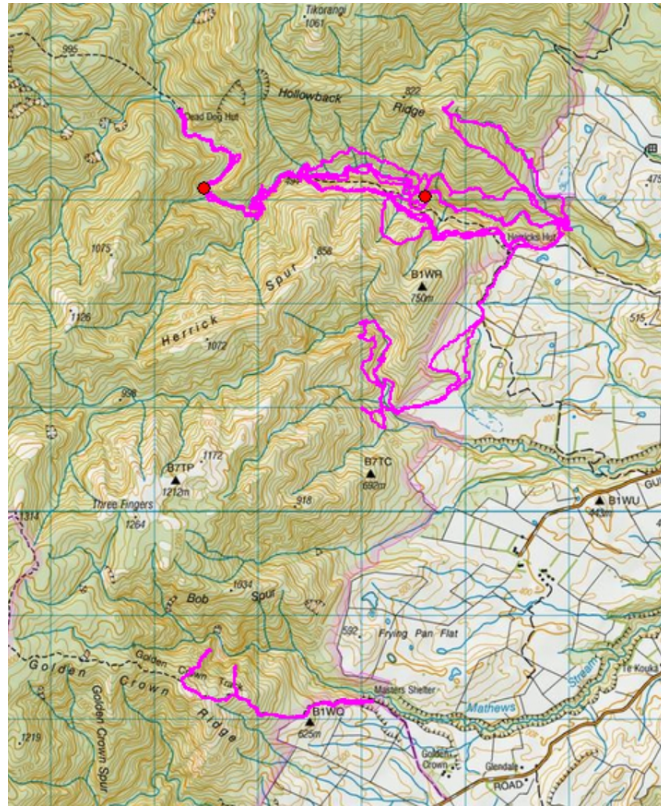 Tikorangi
1061
995
822
Hollowback
Ridge
Dead Dog Hut
475
Herricks Hut
1075
858
B1WR
750m
Spur
Herrick
1126
1072
515
998
1172
B7TP
1212m
B7TC
692m
Three Fingers
1264
918
1314
B1WU
443m
GU
Bob Spur
1034
592
Frying Pan Flat
Golden Crown Track
Golden Crown Ridge
Masters Shelter
Te Kouka
Stream
Mathews
Golden Crown Spur
B1WQ
625m
1219
Golden
Crown
Glendale
ROAD